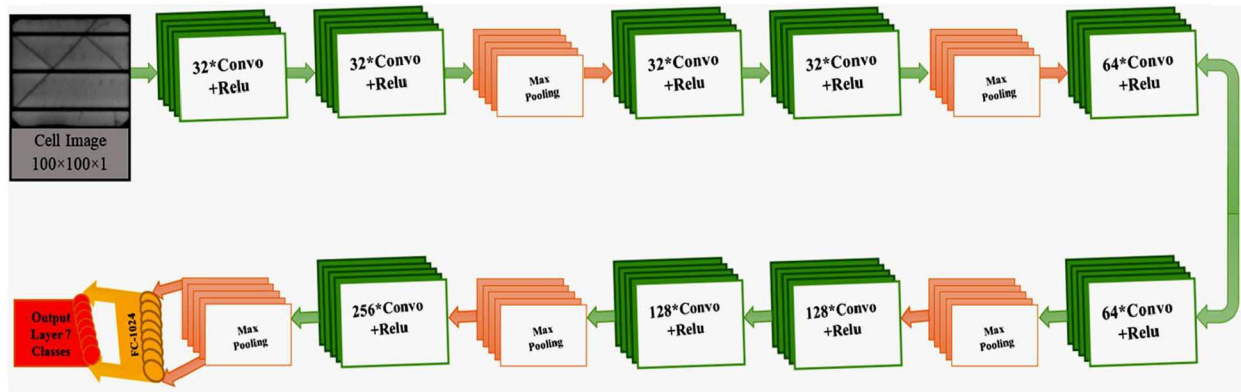 Cell Image
100×100×1
32*Convo
+Relu
32*Convo
+Relu
Max
Pooling
32*Convo
+Relu
32*Convo
+Relu
Max
Pooling
64*Convo
+Relu
64*Convo
+Relu
Max
Pooling
128*Convo
+Relu
128*Convo
+Relu
Max
Pooling
256*Convo
+Relu
Max
Pooling
FC-1024
Output
Layer 7
Classes